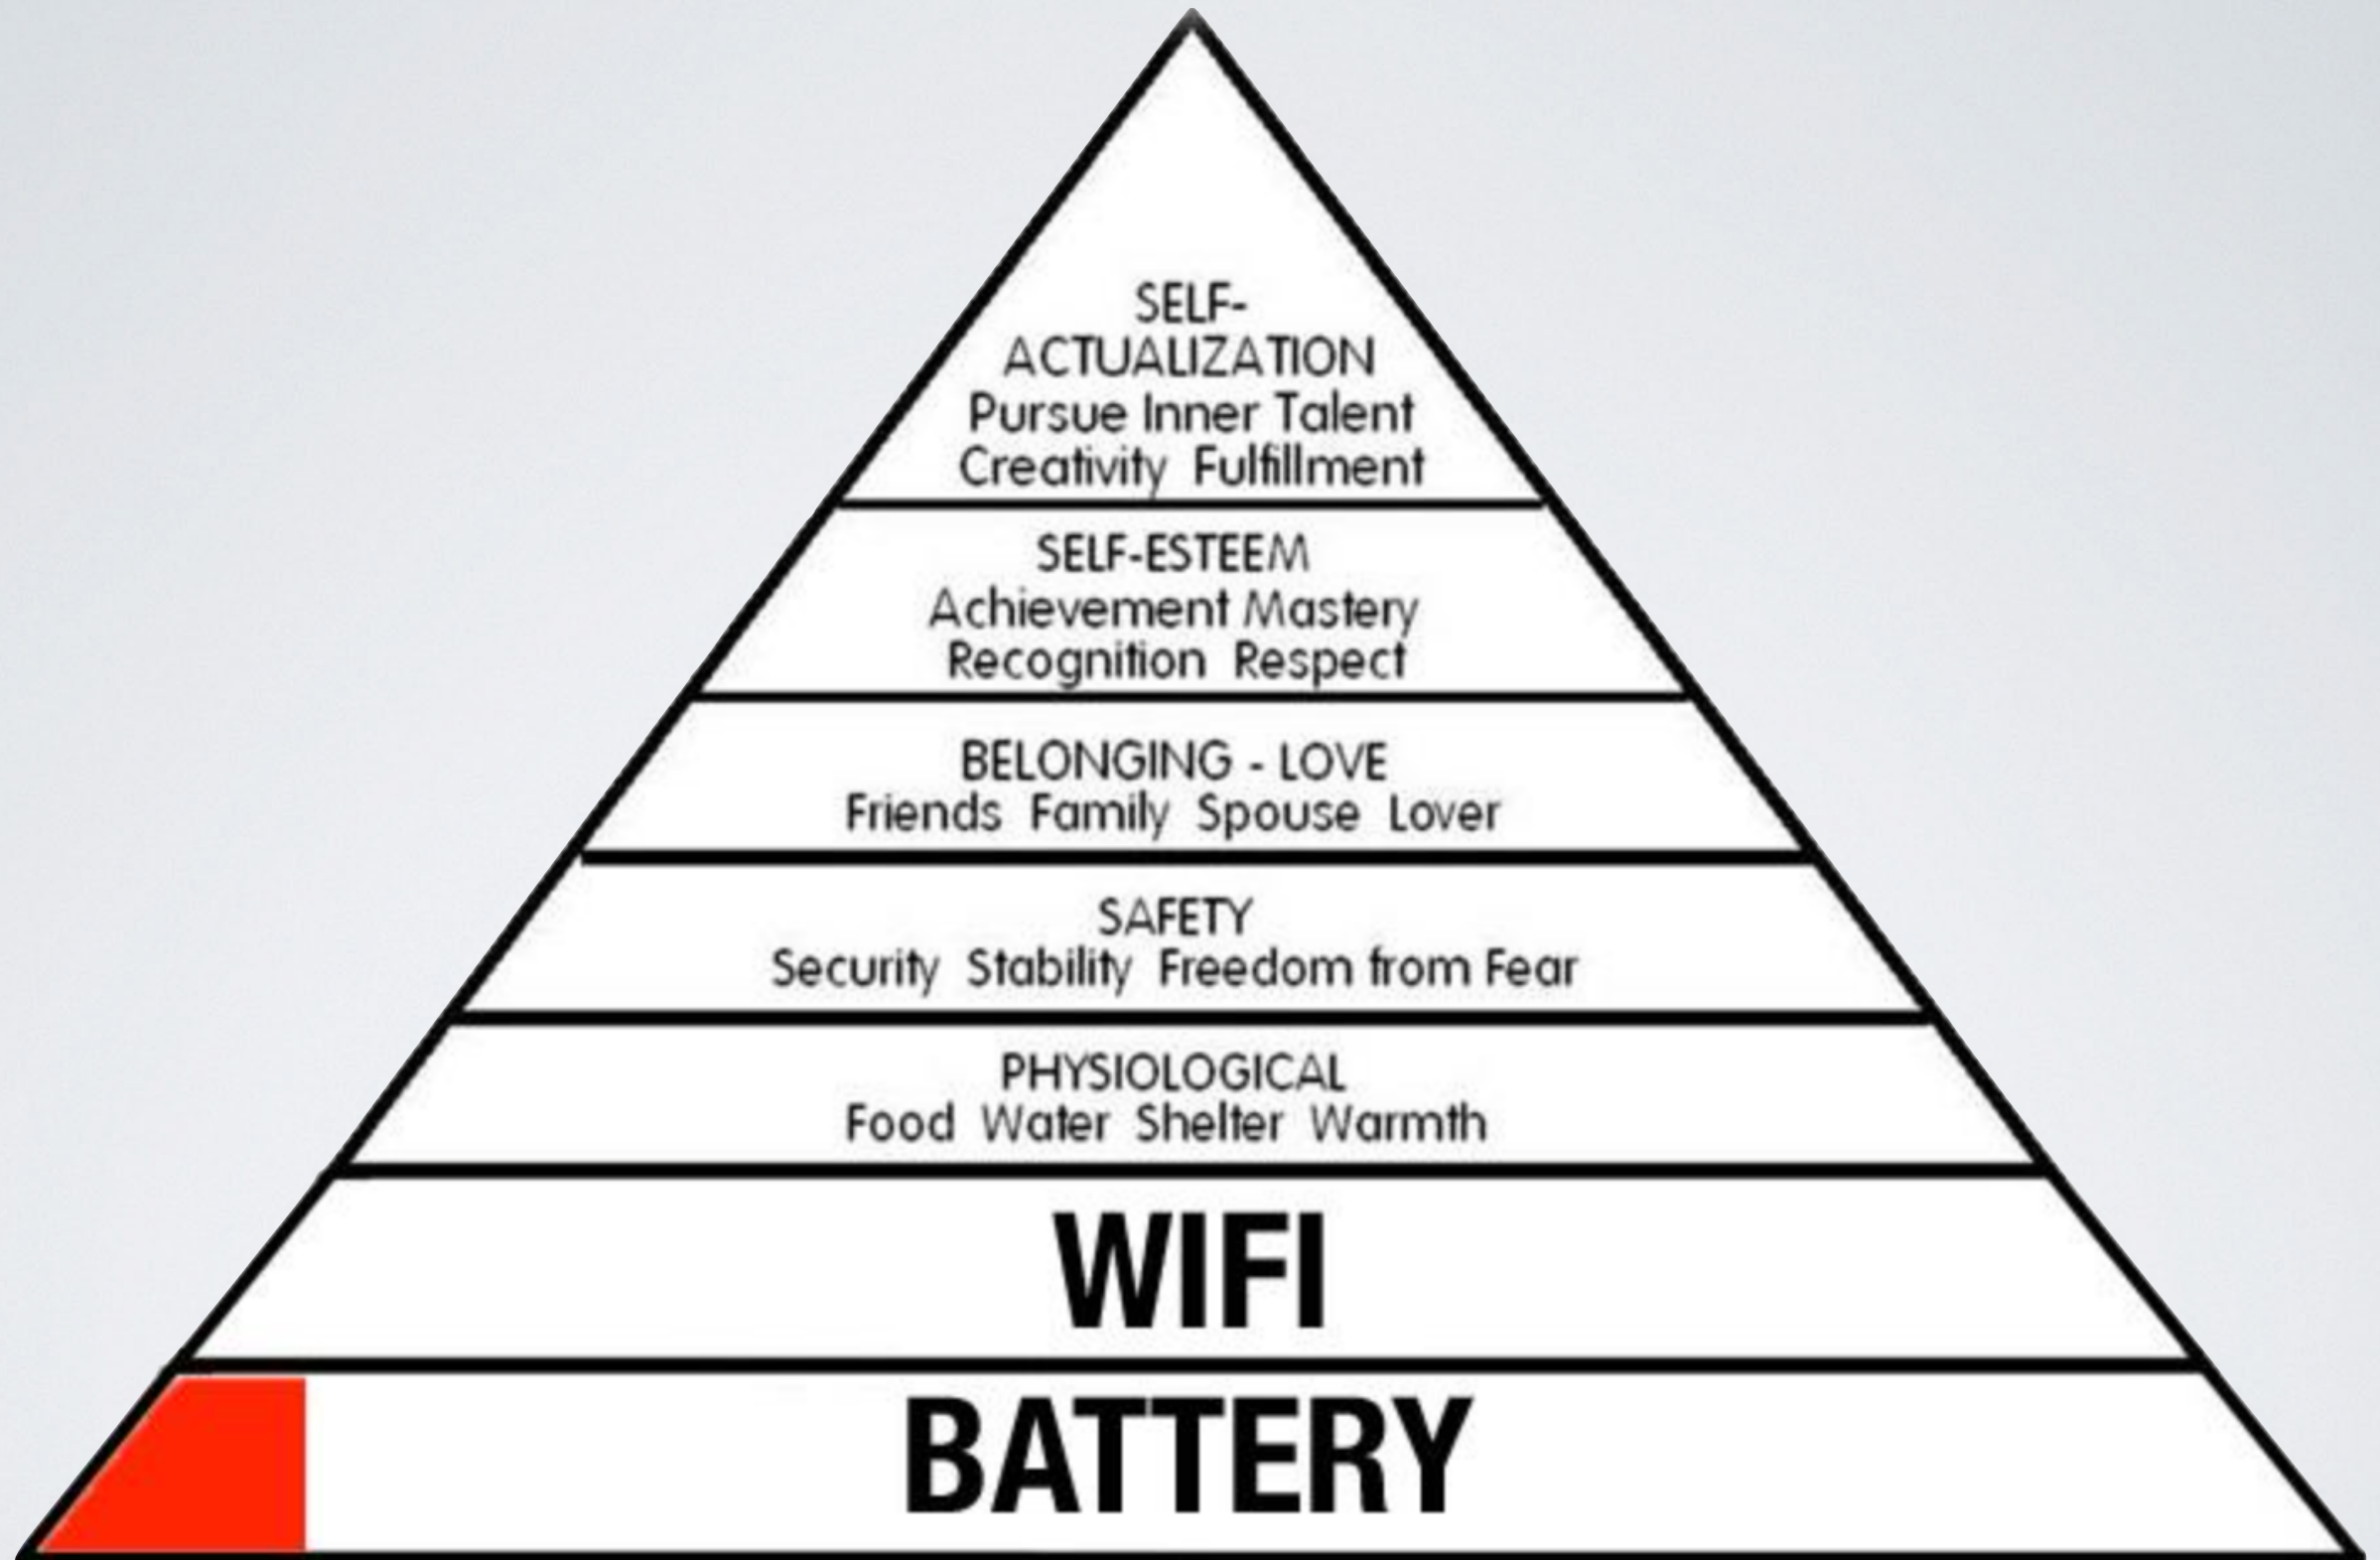 SELF-
ACTUALIZATION
Pursue Inner Talent
Creativity Fulfillment
SELF-ESTEEM
Achievement Mastery
Recognition Respect
BELONGING - LOVE
Friends Family Spouse Lover
SAFETY
Security Stability Freedom from Fear
PHYSIOLOGICAL
Food Water Shelter Warmth
WIFI
BATTERY